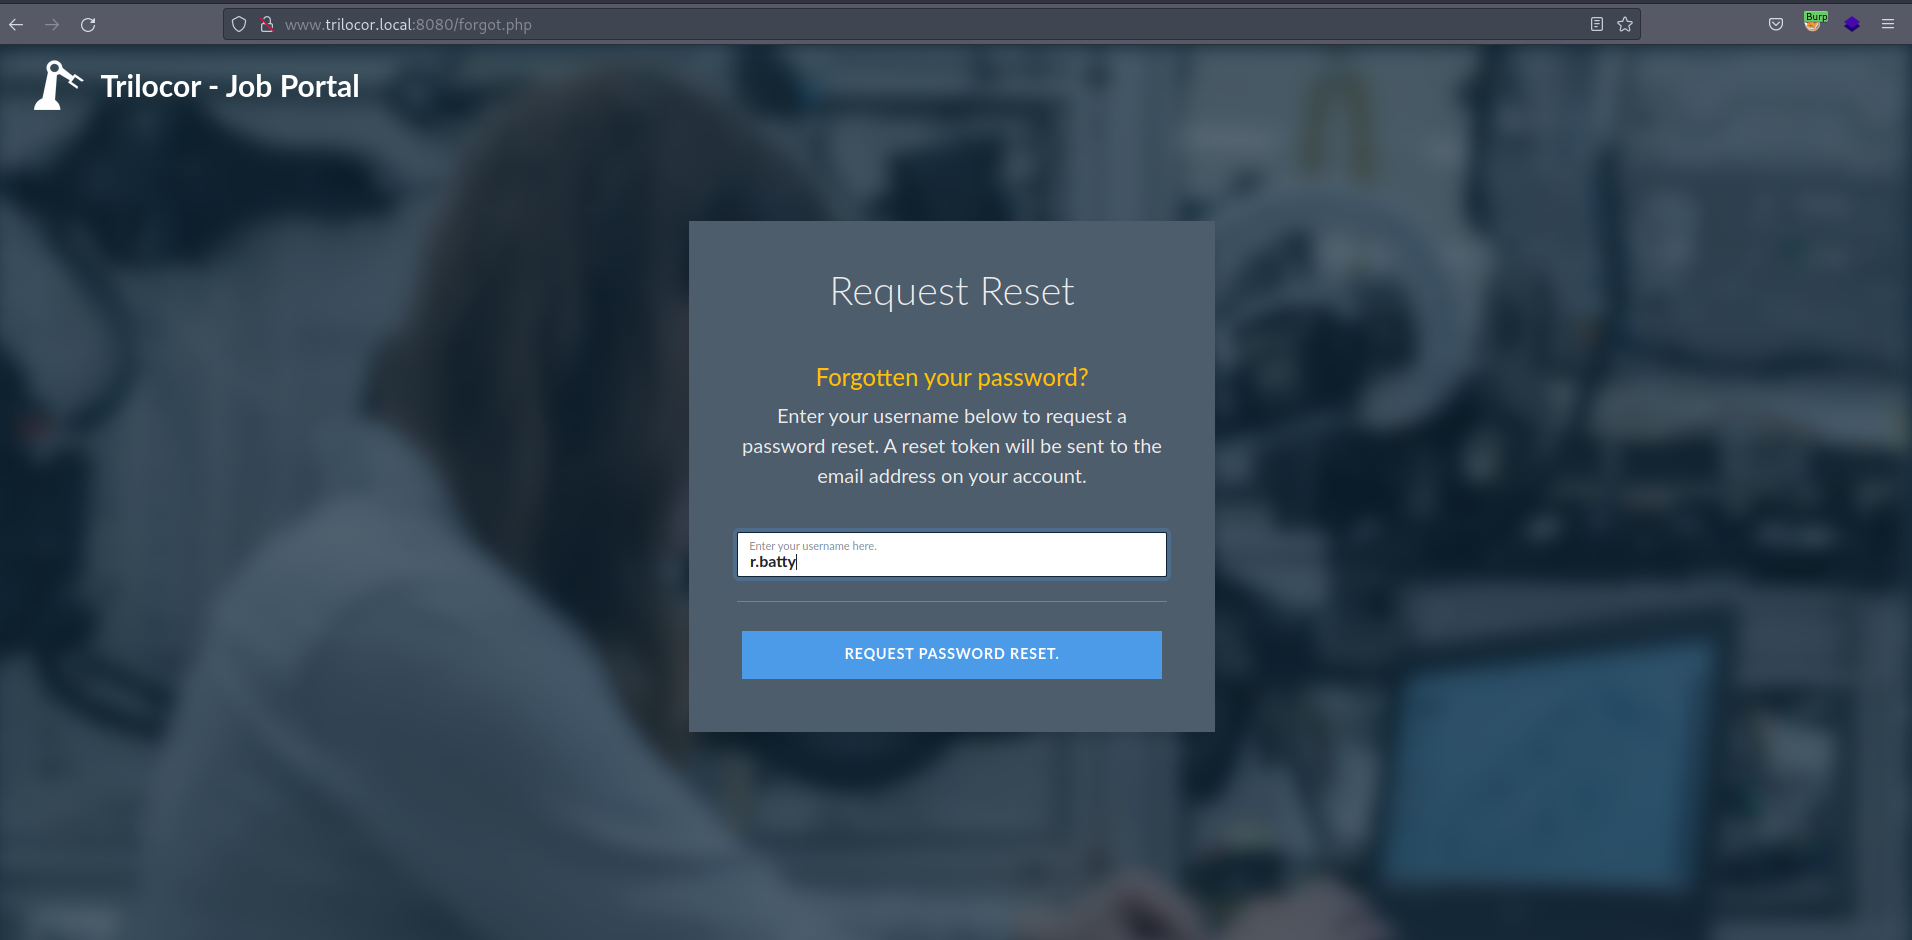 www.trilocor.local:8080/forgot.php
Burp
Trilocor - Job Portal
Request Reset
Forgotten your password?
Enter your username below to request a
password reset. A reset token will be sent to the
email address on your account.
Enter your username here.
r.batty
REQUEST PASSWORD RESET.